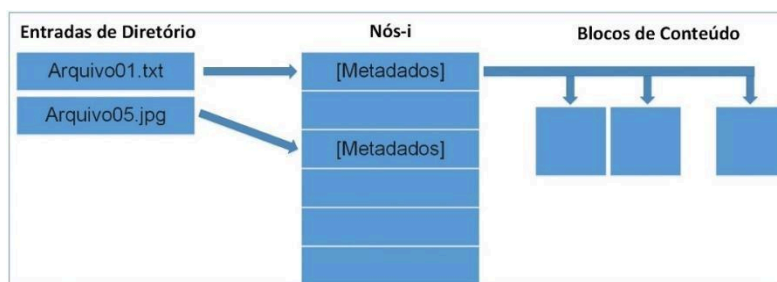 Entradas de Diretório
Nós-i
Blocos de Conteúdo
Arquivo01.txt
[Metadados]
Arquivo05.jpg
[Metadados]